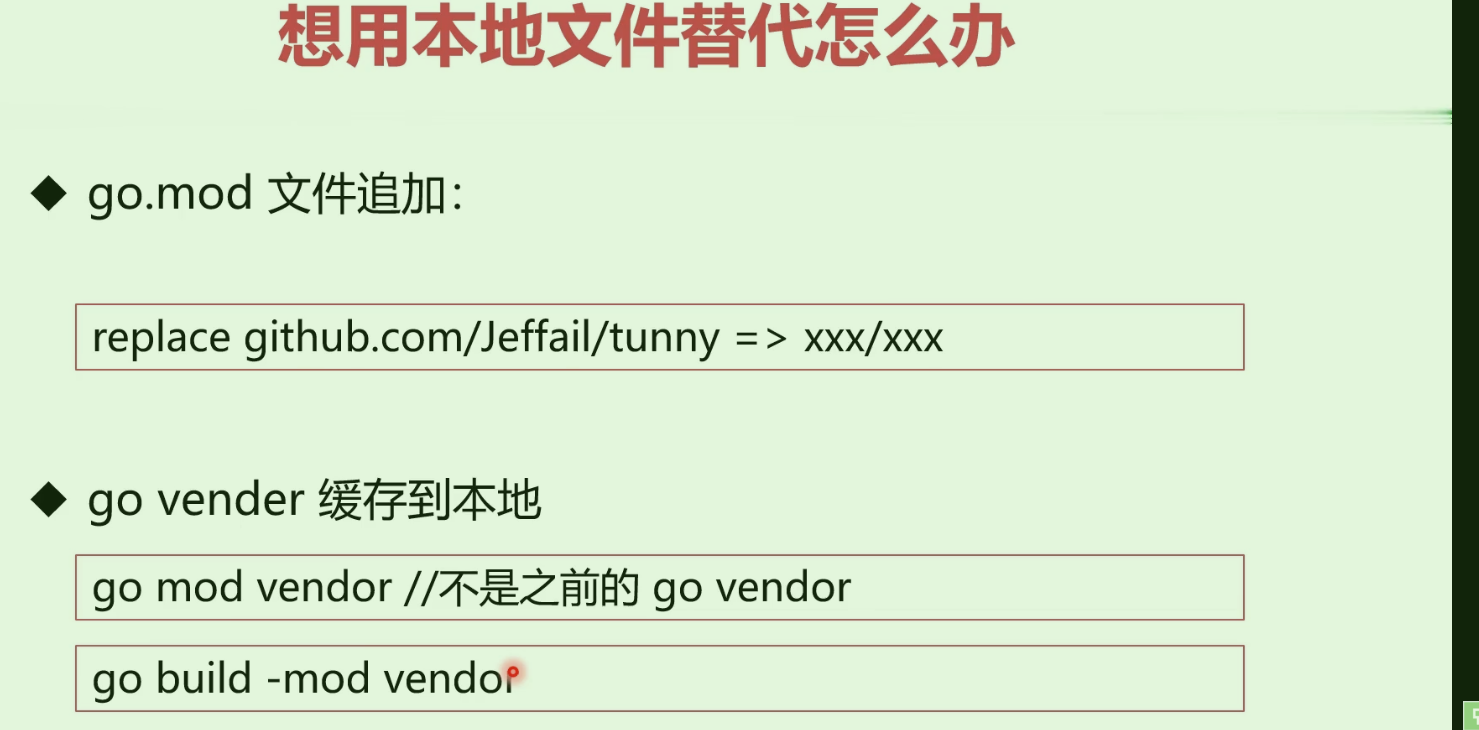 想用本地文件替代怎么办
◆ go.mod 文件追加：
replace github.com/Jeffail/tunny => xxx/xxx
◆ go vender 缓存到本地
go mod vendor //不是之前的 go vendor
go build -mod vendor